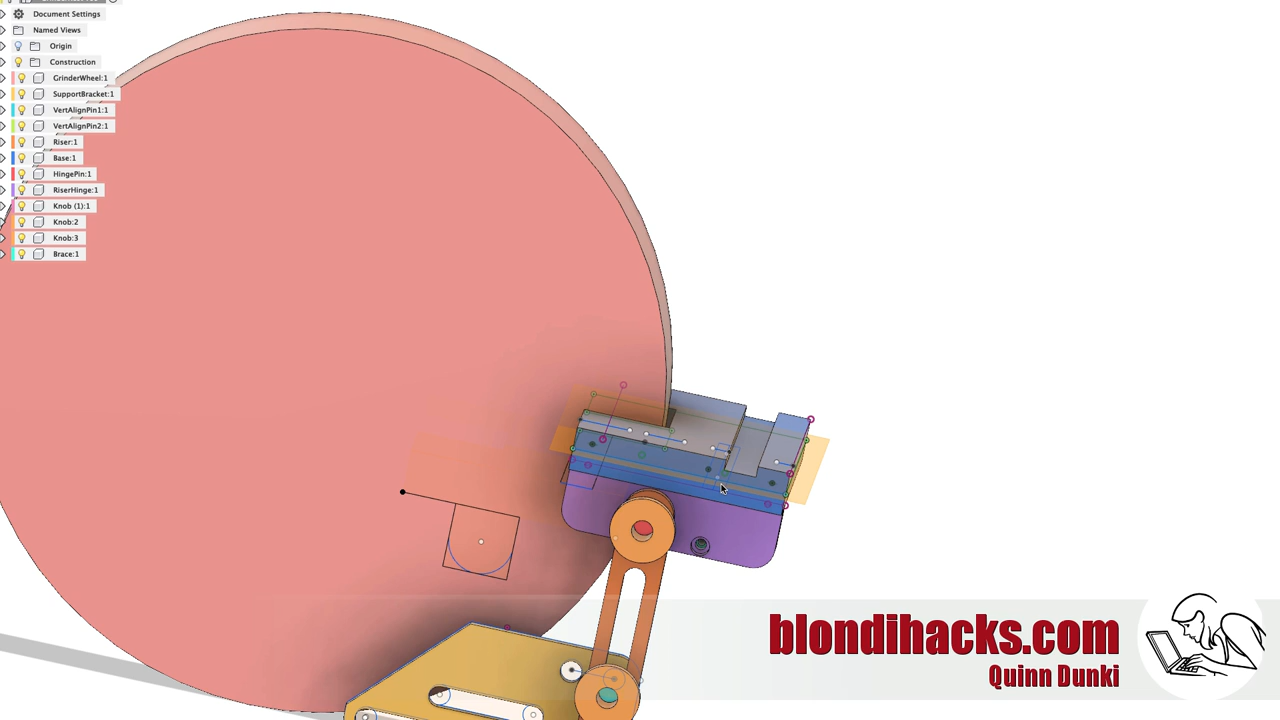 Document Settings
Named Views
Origin
Construction
GrinderWheel:1
SupportBracket:1
VertAlignPin1:1
VertAlignPin2:1
Riser:1
Base:1
HingePin:1
RiserHinge:1
Knob (1):1
Knob:2
Knob:3
Brace:1
blondihacks.com
Quinn Dunki